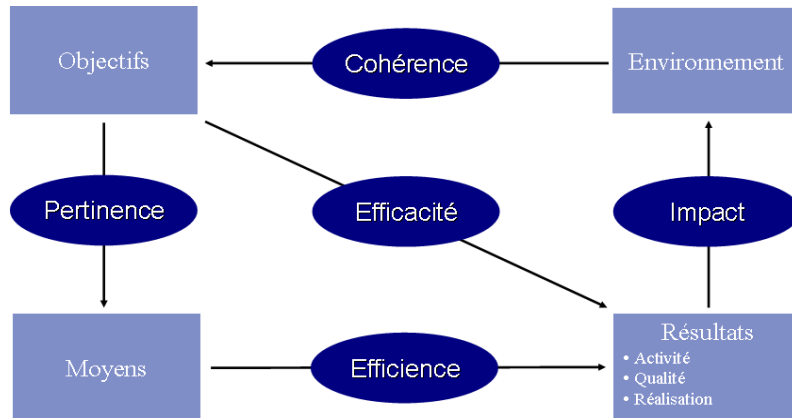 Objectifs
Cohérence
Environnement
Pertinence
Efficacité
Impact
Moyens
Efficience
Résultats
• Activité
• Qualité
• Réalisation